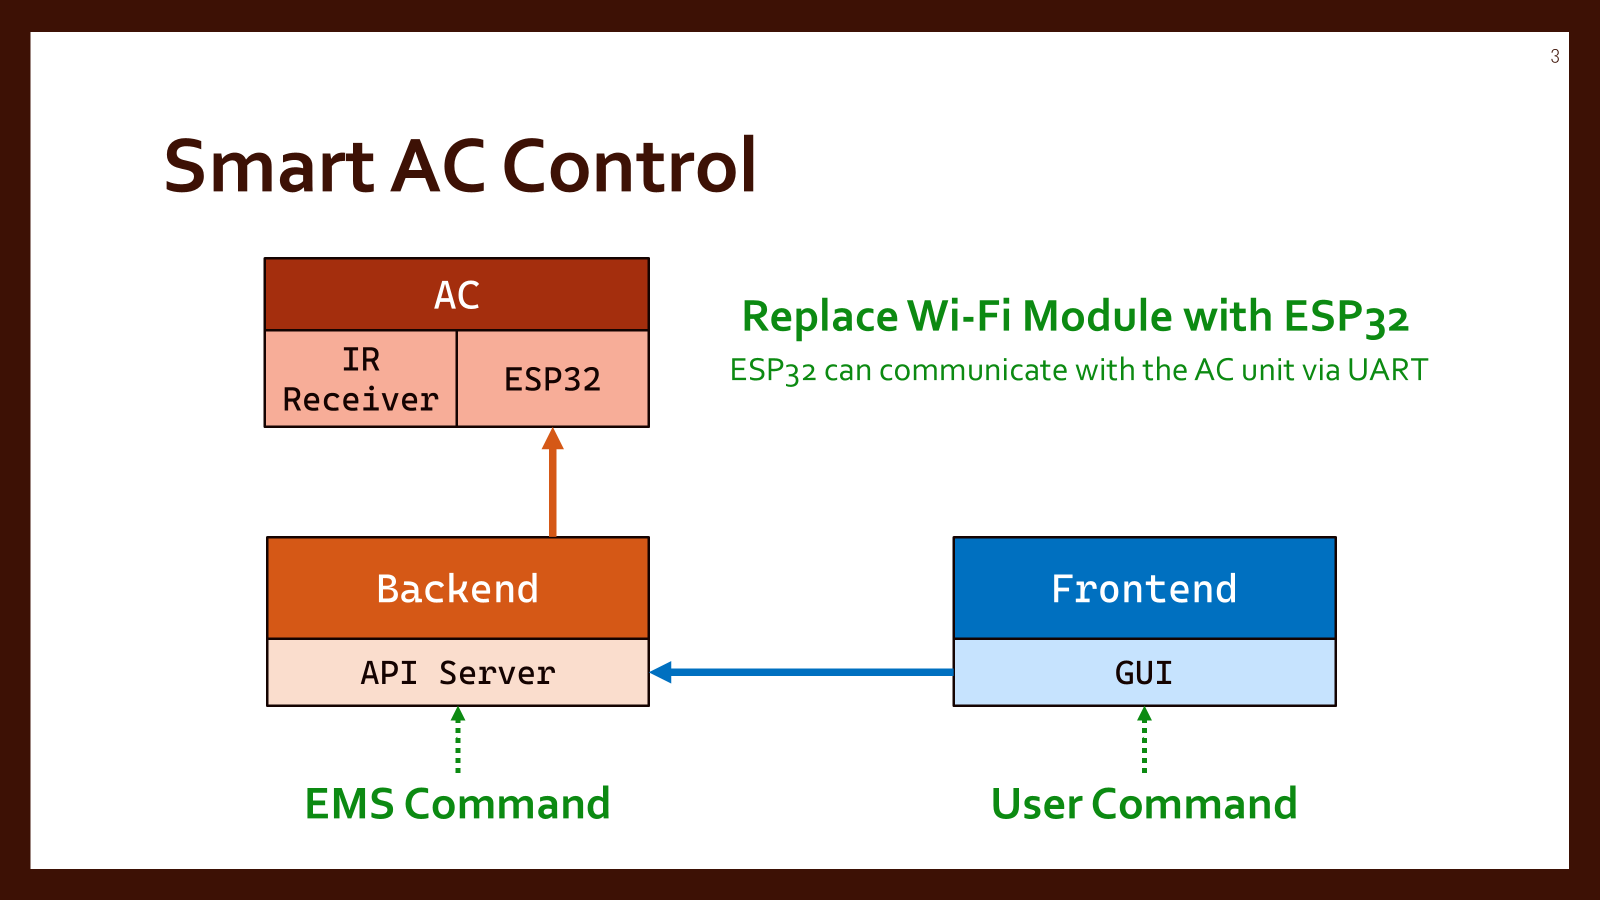 3
Smart AC Control
AC
IR
Receiver
ESP32
Replace Wi-Fi Module with ESP32
ESP32 can communicate with the AC unit via UART
Backend
API Server
Frontend
GUI
EMS Command
User Command